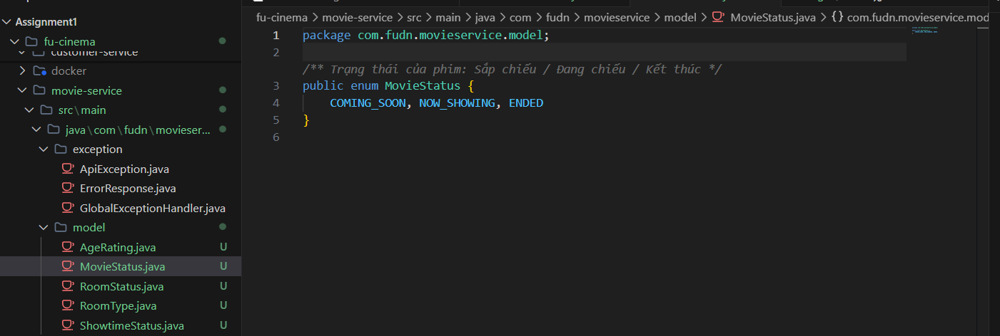 Assignment1
fu-cinema
customer-service
docker
movie-service
src\main
java\com\fudn\movieser...
exception
ApiException.java
ErrorResponse.java
GlobalExceptionHandler.java
model
AgeRating.java U
MovieStatus.java U
RoomStatus.java U
RoomType.java U
ShowtimeStatus.java U
fu-cinema > movie-service > src > main > java > com > fudn > movieservice > model > MovieStatus.java > {} com.fudn.movieservice.mod
1 package com.fudn.movieservice.model;
2
/** Trạng thái của phim: Sắp chiếu / Đang chiếu / Kết thúc */
3 public enum MovieStatus {
4 COMING_SOON, NOW_SHOWING, ENDED
5 }
6